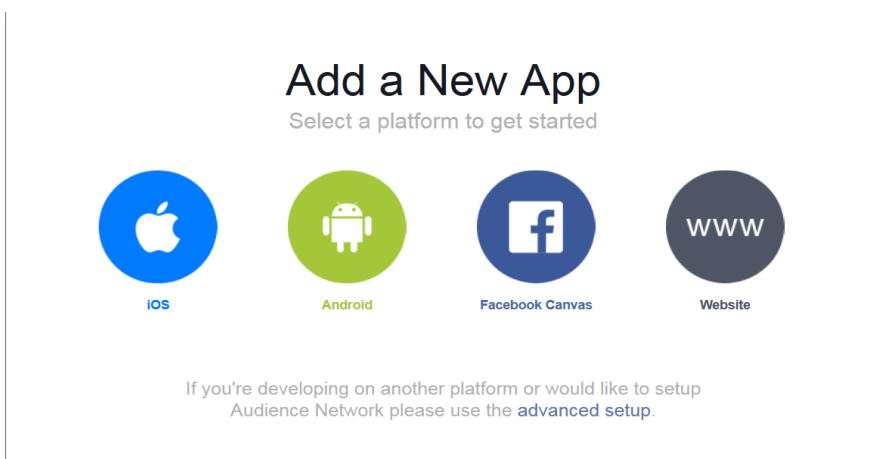 Add a New App
Select a platform to get started
www
iOS
Android
Facebook Canvas
Website
If you're developing on another platform or would like to setup
Audience Network please use the advanced setup.